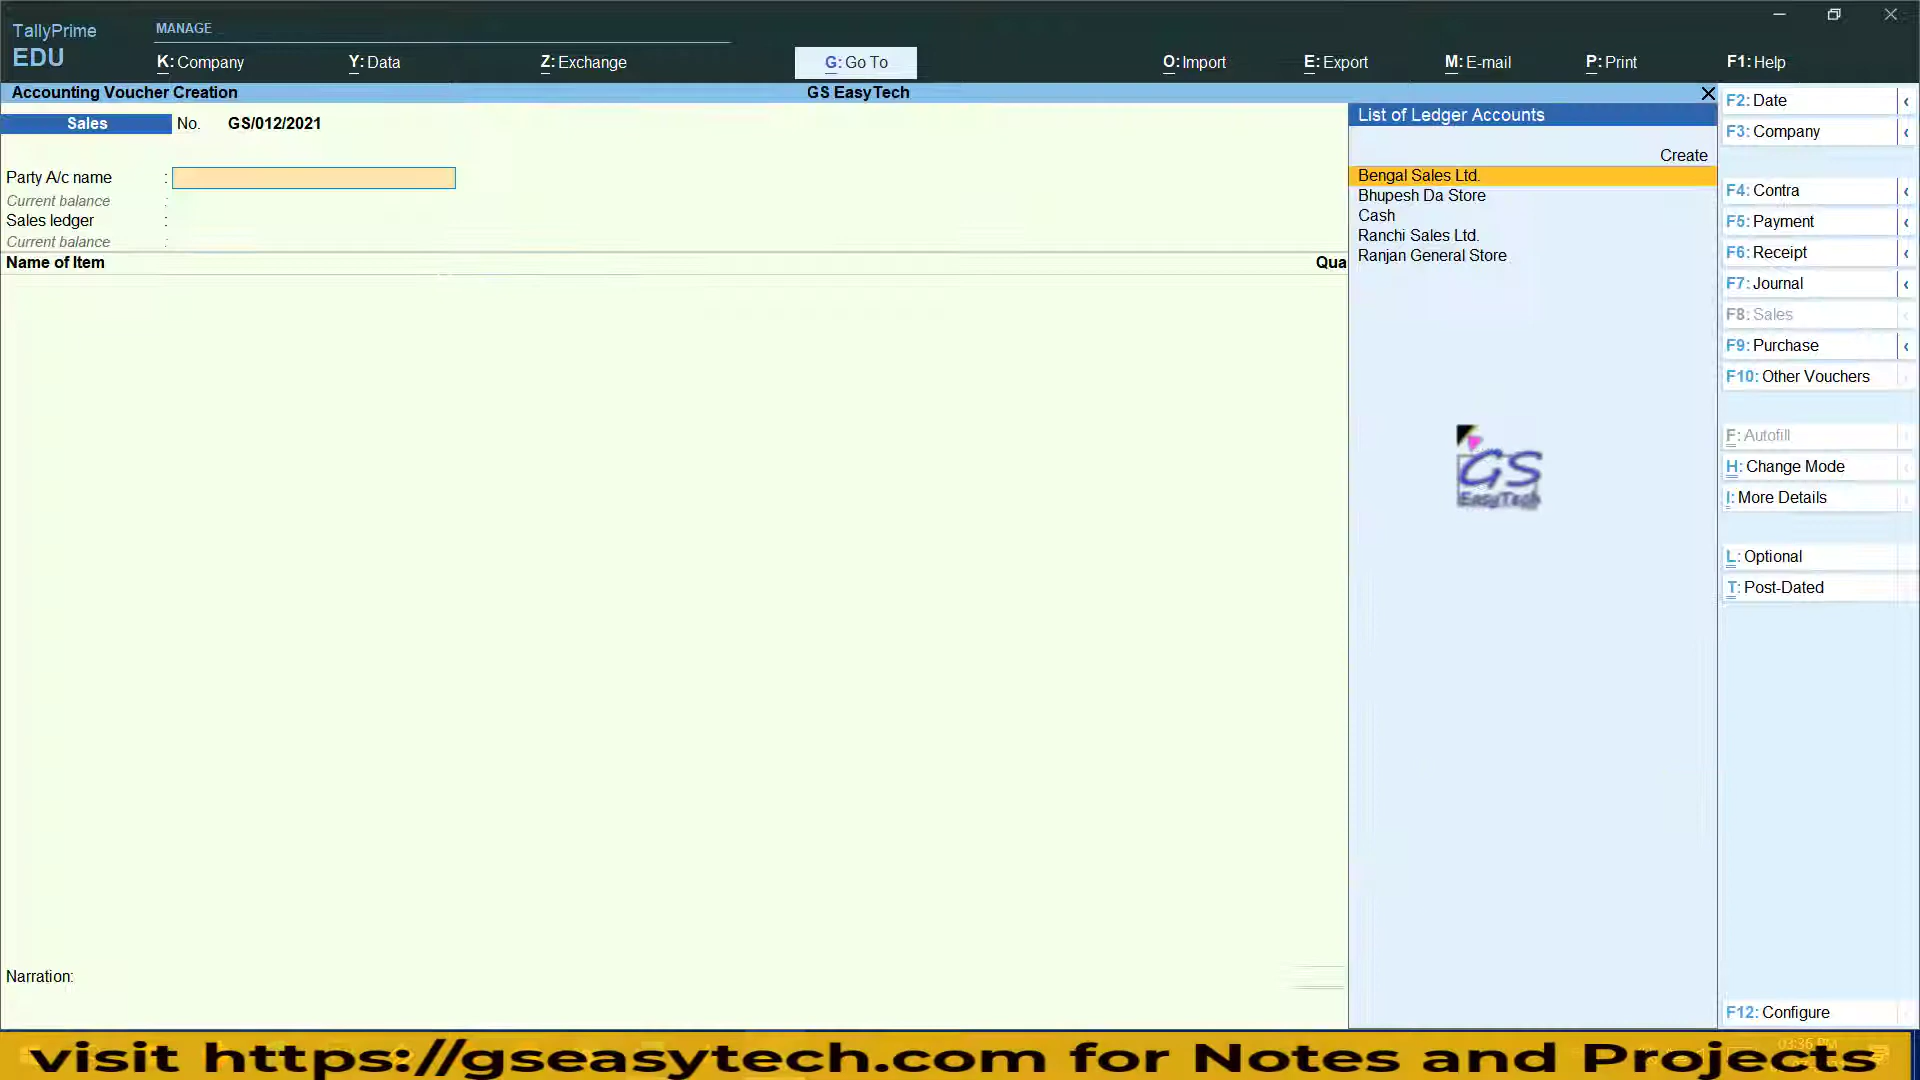 TallyPrime
EDU
MANAGE
K: Company
Y: Data
Z: Exchange
G: Go To
O: Import
E: Export
M: E-mail
P: Print
F1: Help
Accounting Voucher Creation
GS EasyTech
Sales No. GS/012/2021
Party A/c name :
Current balance :
Sales ledger :
Current balance :
Name of Item Qua
Narration:
List of Ledger Accounts
Create
Bengal Sales Ltd.
Bhupesh Da Store
Cash
Ranchi Sales Ltd.
Ranjan General Store
GS
EasyTech
F2: Date
F3: Company
F4: Contra
F5: Payment
F6: Receipt
F7: Journal
F8: Sales
F9: Purchase
F10: Other Vouchers
F: Autofill
H: Change Mode
I: More Details
L: Optional
T: Post-Dated
F12: Configure
visit https://gseasytech.com for Notes and Projects
03:36 PM